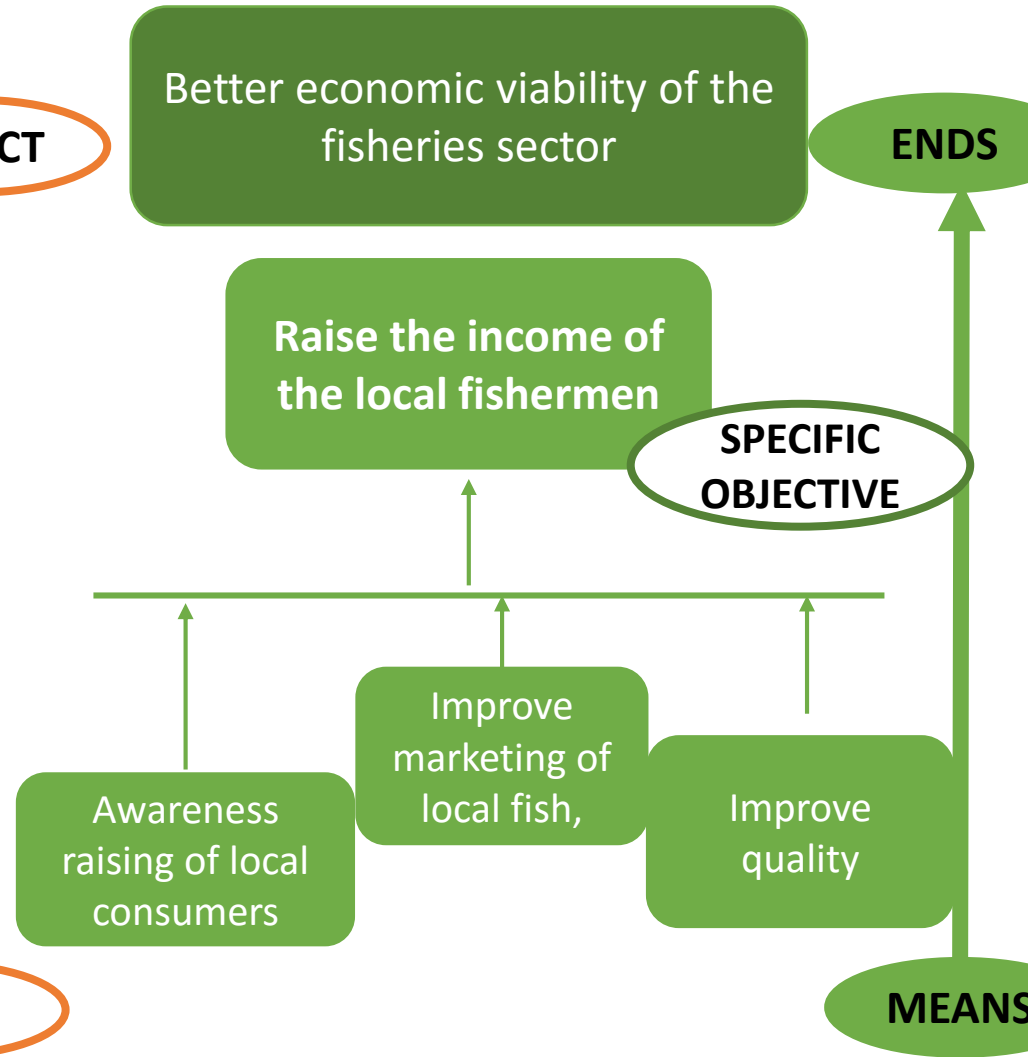 Better economic viability of the
fisheries sector
CT
ENDS
Raise the income of
the local fishermen
SPECIFIC
OBJECTIVE
Improve
marketing of
local fish,
Awareness
raising of local
consumers
Improve
quality
MEANS